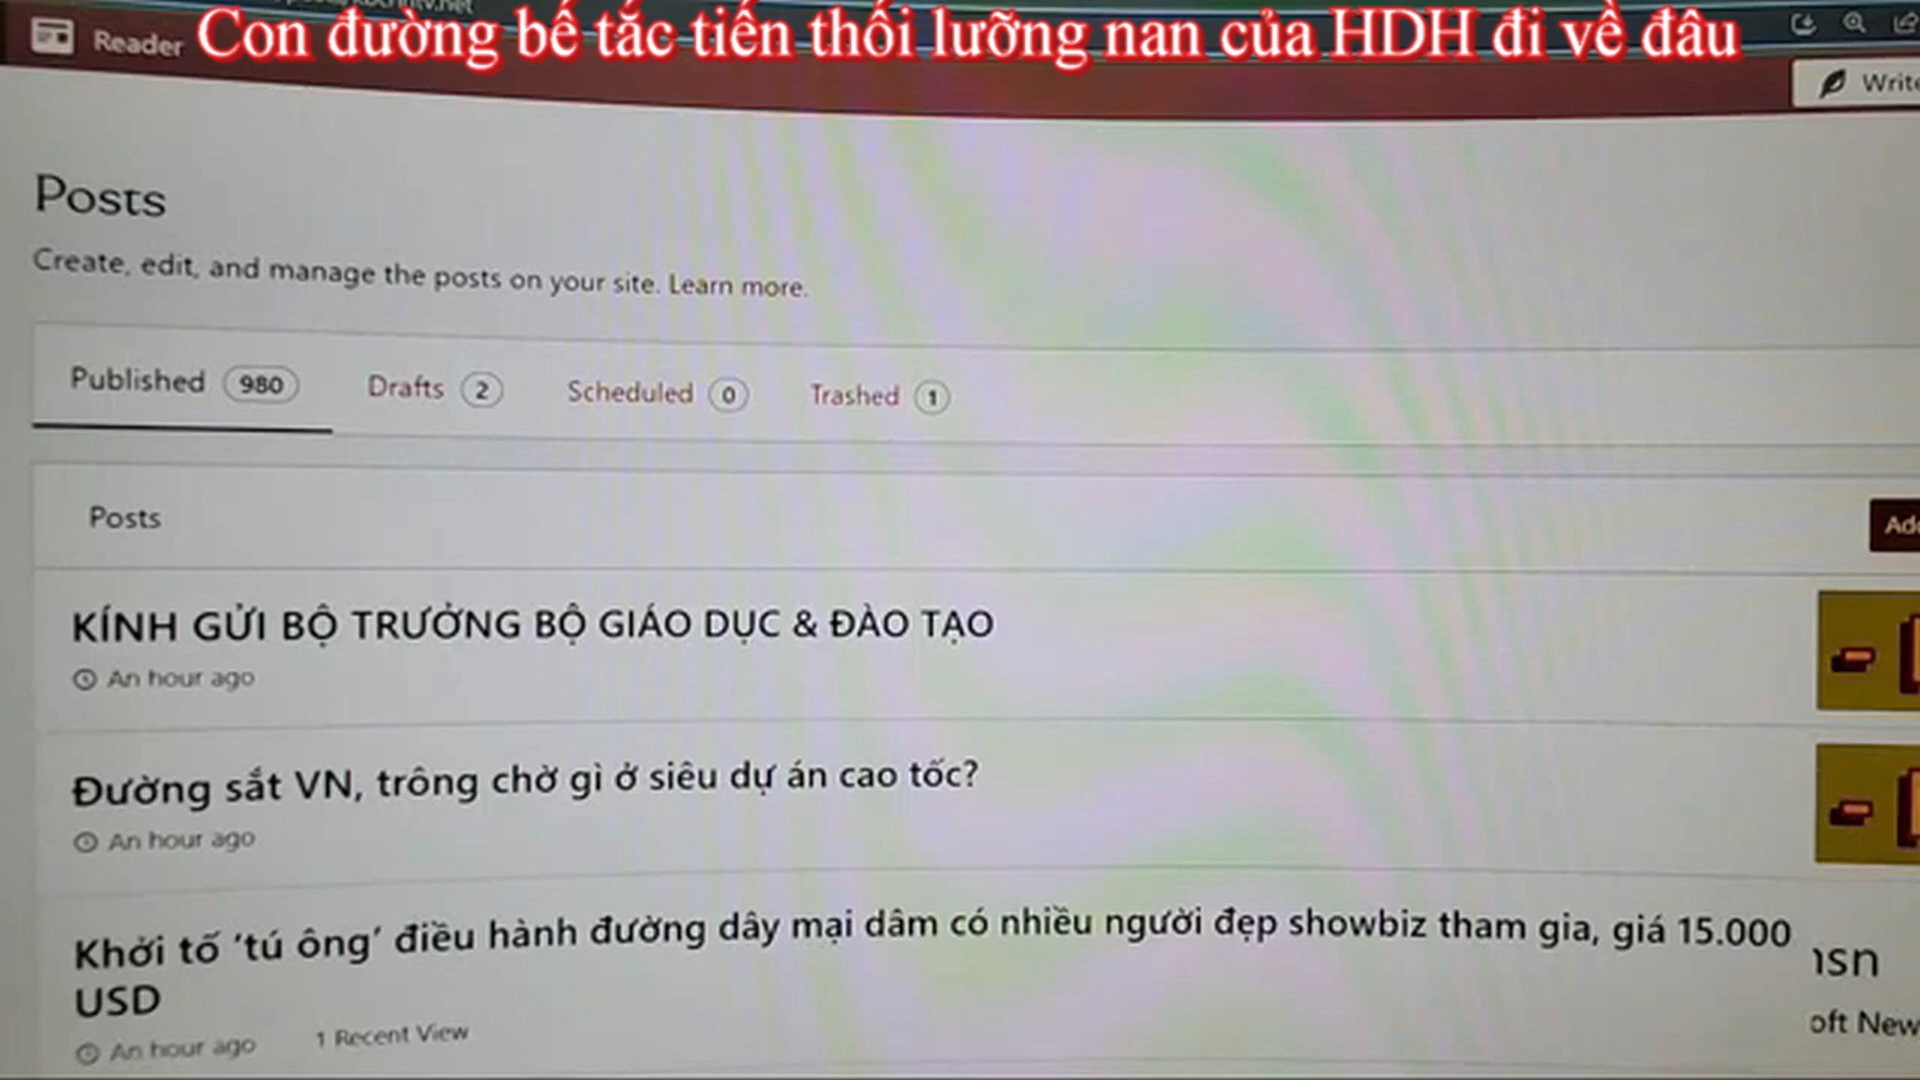 Reader
Con đường bế tắc tiến thối lưỡng nan của HDH đi về đâu
Posts
Create, edit, and manage the posts on your site. Learn more.
Published 980 Drafts 2 Scheduled 0 Trashed 1
Posts
KÍNH GỬI BỘ TRƯỞNG BỘ GIÁO DỤC & ĐÀO TẠO
An hour ago
Đường sắt VN, trông chờ gì ở siêu dự án cao tốc?
An hour ago
Khởi tố ‘tú ông’ điều hành đường dây mại dâm có nhiều người đẹp showbiz tham gia, giá 15.000
USD
An hour ago 1 Recent View